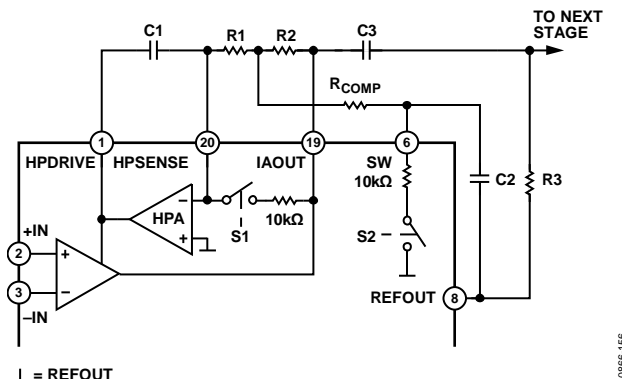 TO NEXT
STAGE
C1
R1
R2
C3
RCOMP
1
20
19
6
HPDRIVE
HPSENSE
IAOUT
SW
10kΩ
C2
R3
HPA
–
+
S1
10kΩ
S2
+IN
2
+
3
–
–IN
REFOUT
8
= REFOUT